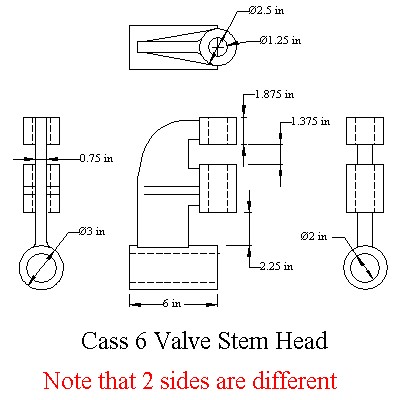 Ø2.5 in
Ø1.25 in
1.875 in
1.375 in
0.75 in
Ø3 in
Ø2 in
2.25 in
6 in
Cass 6 Valve Stem Head
Note that 2 sides are different